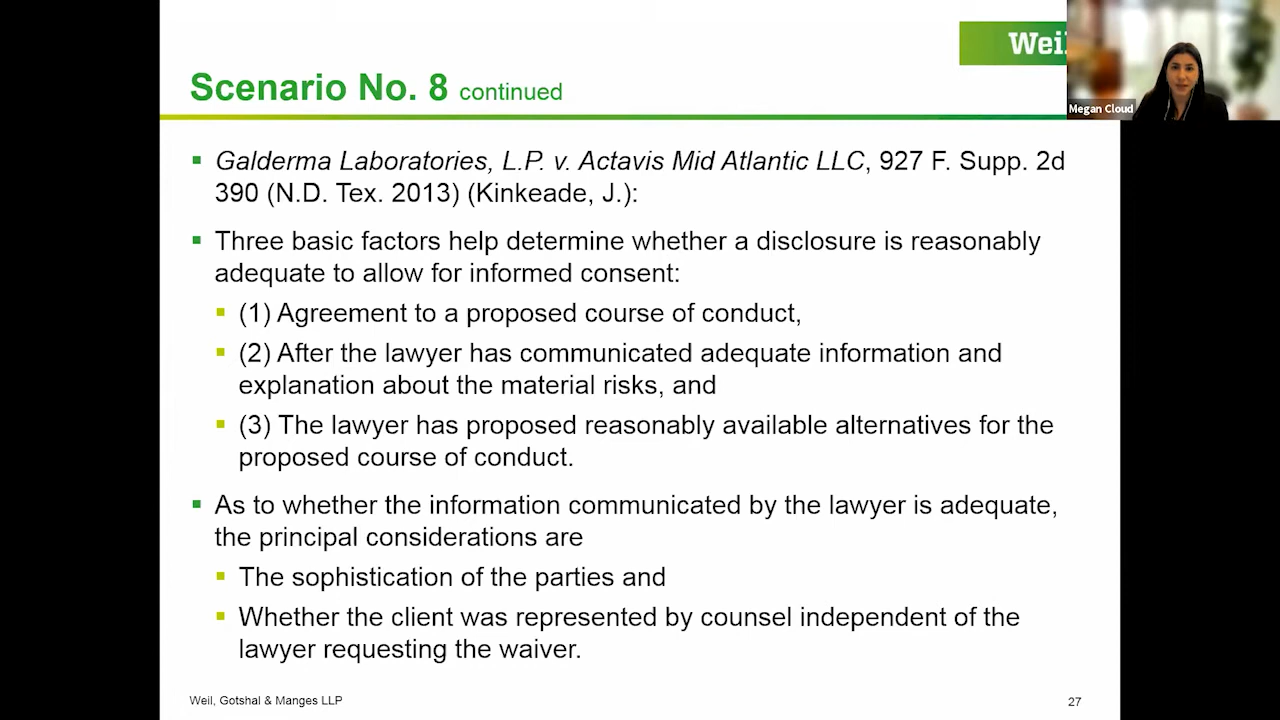 Weil
Megan Cloud
Scenario No. 8 continued
▪ Galderma Laboratories, L.P. v. Actavis Mid Atlantic LLC, 927 F. Supp. 2d
390 (N.D. Tex. 2013) (Kinkeade, J.):
▪ Three basic factors help determine whether a disclosure is reasonably
adequate to allow for informed consent:
▪ (1) Agreement to a proposed course of conduct,
▪ (2) After the lawyer has communicated adequate information and
explanation about the material risks, and
▪ (3) The lawyer has proposed reasonably available alternatives for the
proposed course of conduct.
▪ As to whether the information communicated by the lawyer is adequate,
the principal considerations are
▪ The sophistication of the parties and
▪ Whether the client was represented by counsel independent of the
lawyer requesting the waiver.
Weil, Gotshal & Manges LLP
27